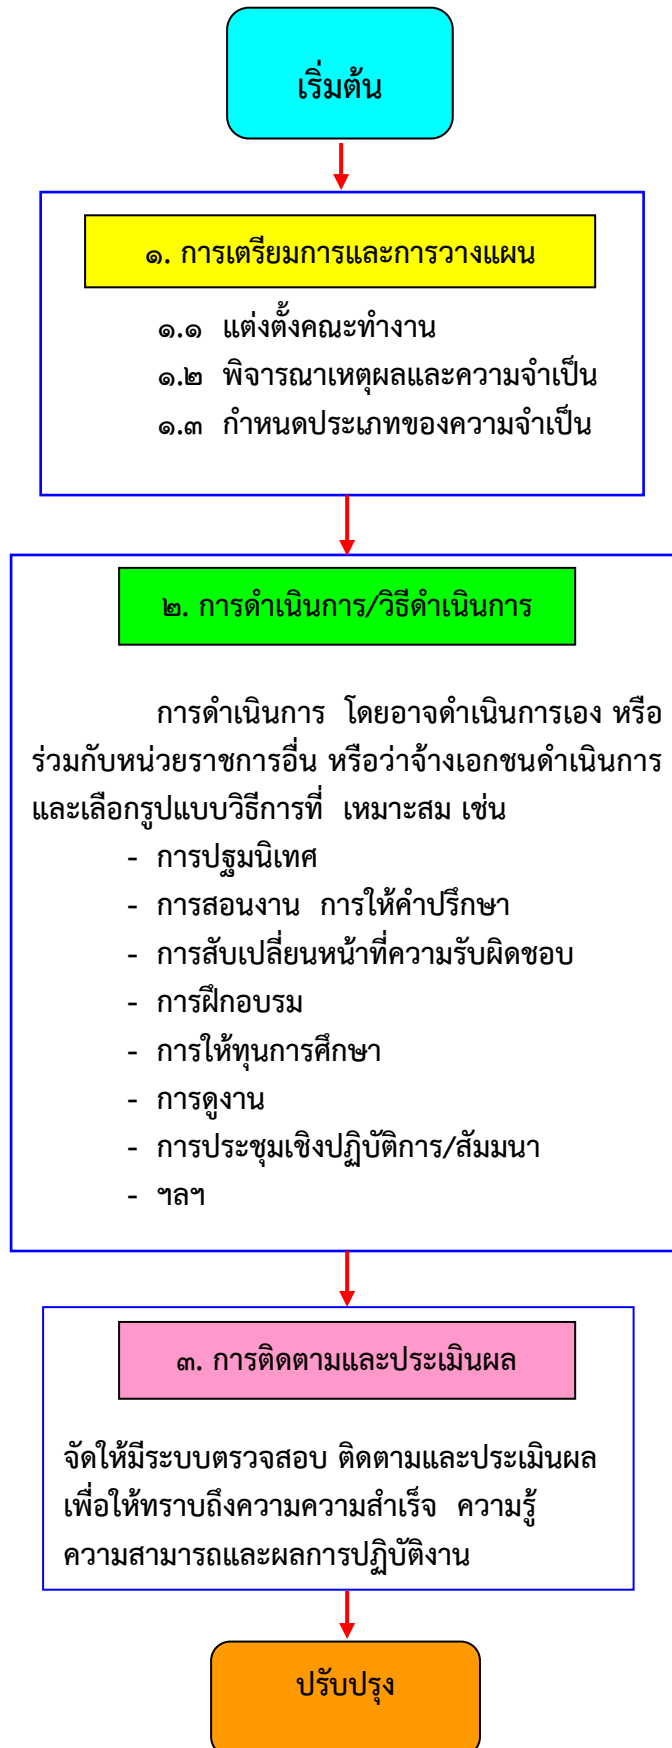 เริ่มต้น
๑. การเตรียมการและการวางแผน
๑.๑ แต่งตั้งคณะทำงาน
๑.๒ พิจารณาเหตุผลและความจำเป็น
๑.๓ กำหนดประเภทของความจำเป็น
๒. การดำเนินการ/วิธีดำเนินการ
การดำเนินการ โดยอาจดำเนินการเอง หรือ
ร่วมกับหน่วยราชการอื่น หรือว่าจ้างเอกชนดำเนินการ
และเลือกรูปแบบวิธีการที่ เหมาะสม เช่น
- การปฐมนิเทศ
- การสอนงาน การให้คำปรึกษา
- การสับเปลี่ยนหน้าที่ความรับผิดชอบ
- การฝึกอบรม
- การให้ทุนการศึกษา
- การดูงาน
- การประชุมเชิงปฏิบัติการ/สัมมนา
- ฯลฯ
๓. การติดตามและประเมินผล
จัดให้มีระบบตรวจสอบ ติดตามและประเมินผล
เพื่อให้ทราบถึงความความสำเร็จ ความรู้
ความสามารถและผลการปฏิบัติงาน
ปรับปรุง